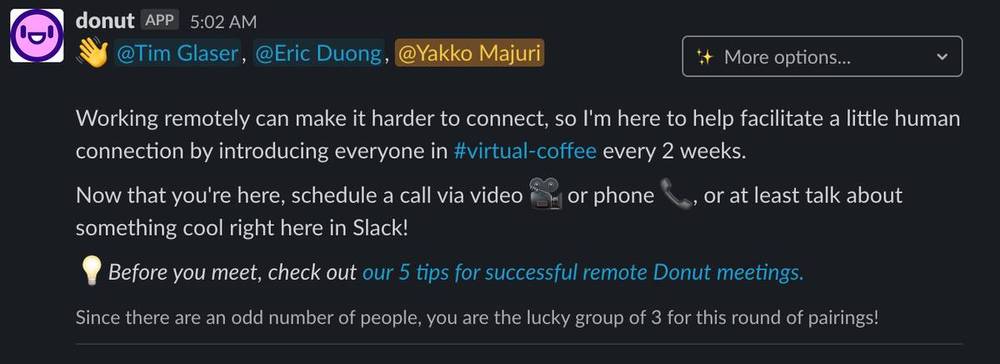 donut APP 5:02 AM
👋 @Tim Glaser, @Eric Duong, @Yakko Majuri
✨ More options...
Working remotely can make it harder to connect, so I'm here to help facilitate a little human
connection by introducing everyone in #virtual-coffee every 2 weeks.
Now that you're here, schedule a call via video 🎥 or phone 📞, or at least talk about
something cool right here in Slack!
💡 Before you meet, check out our 5 tips for successful remote Donut meetings.
Since there are an odd number of people, you are the lucky group of 3 for this round of pairings!